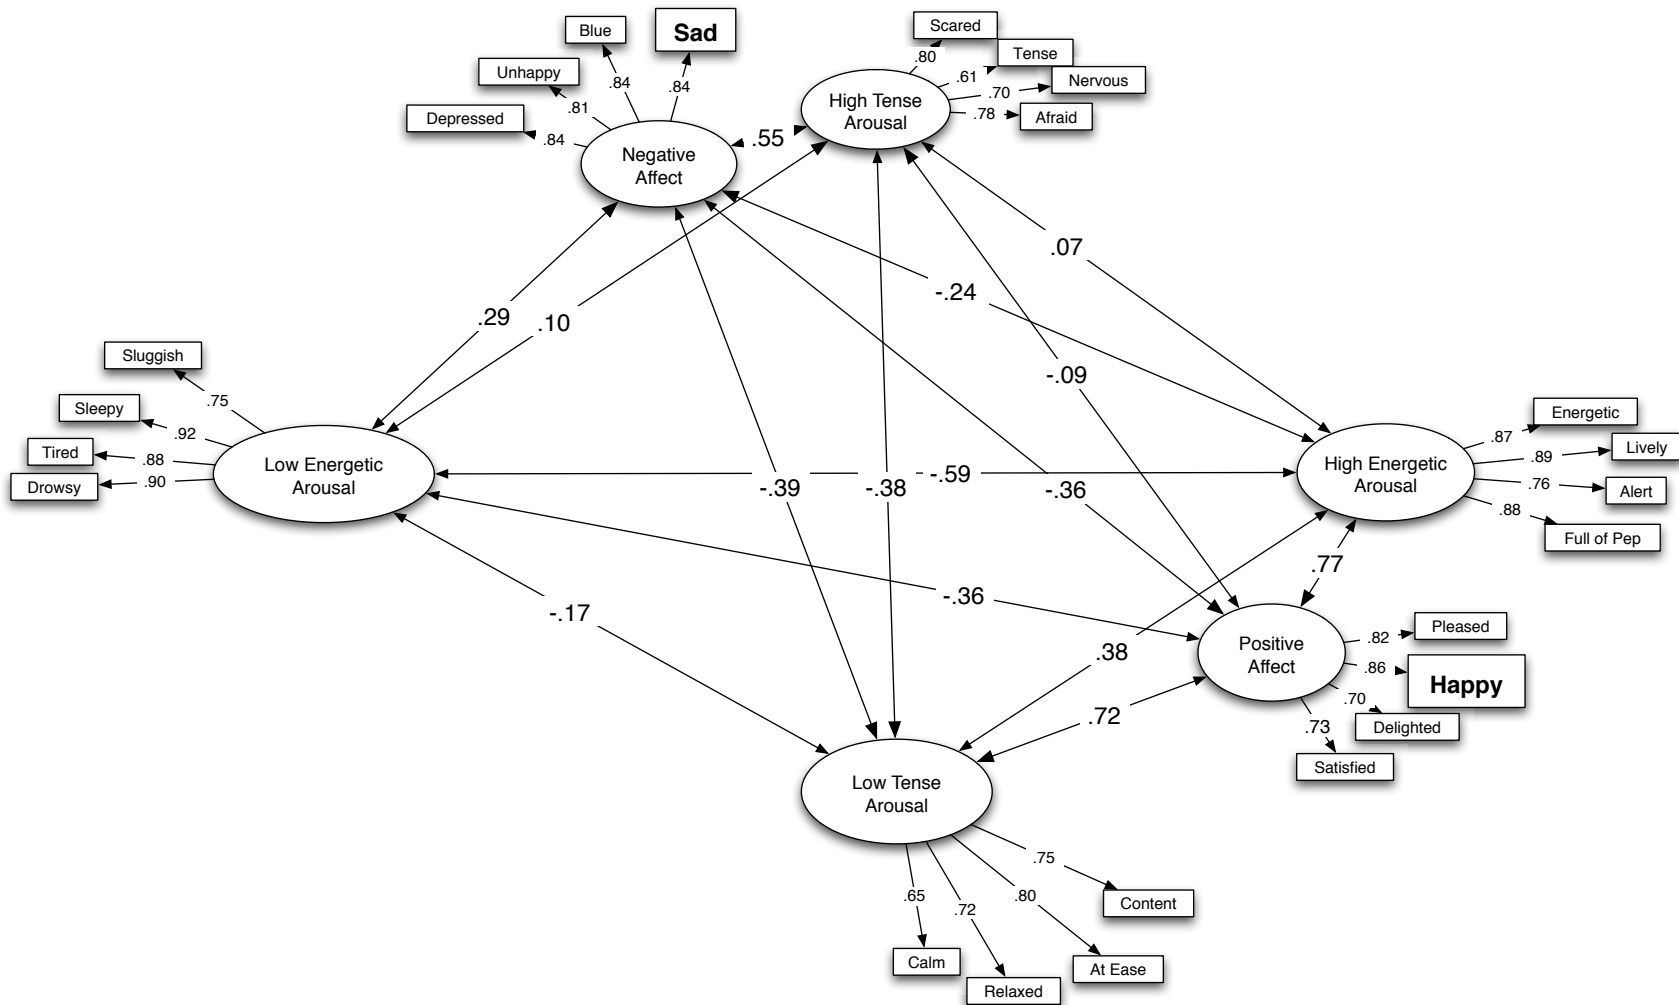 Scared
Blue
Sad
Tense
.80
Unhappy
.61
Nervous
.84
.84
.70
High Tense
Arousal
.81
.78
Afraid
Depressed
.84
.55
Negative
Affect
.07
-.24
.29
.10
Sluggish
-.09
.75
Sleepy
Energetic
.92
.87
Tired
.88
Lively
.89
Low Energetic
Arousal
High Energetic
Arousal
-.59
Drowsy
.90
.76
Alert
-.39
-.38
-.36
.88
Full of Pep
.77
-.36
-.17
Pleased
.82
Positive
Affect
.38
.86
Happy
.70
.72
.73
Delighted
Satisfied
Low Tense
Arousal
.75
.65
.80
.72
Content
Calm
At Ease
Relaxed